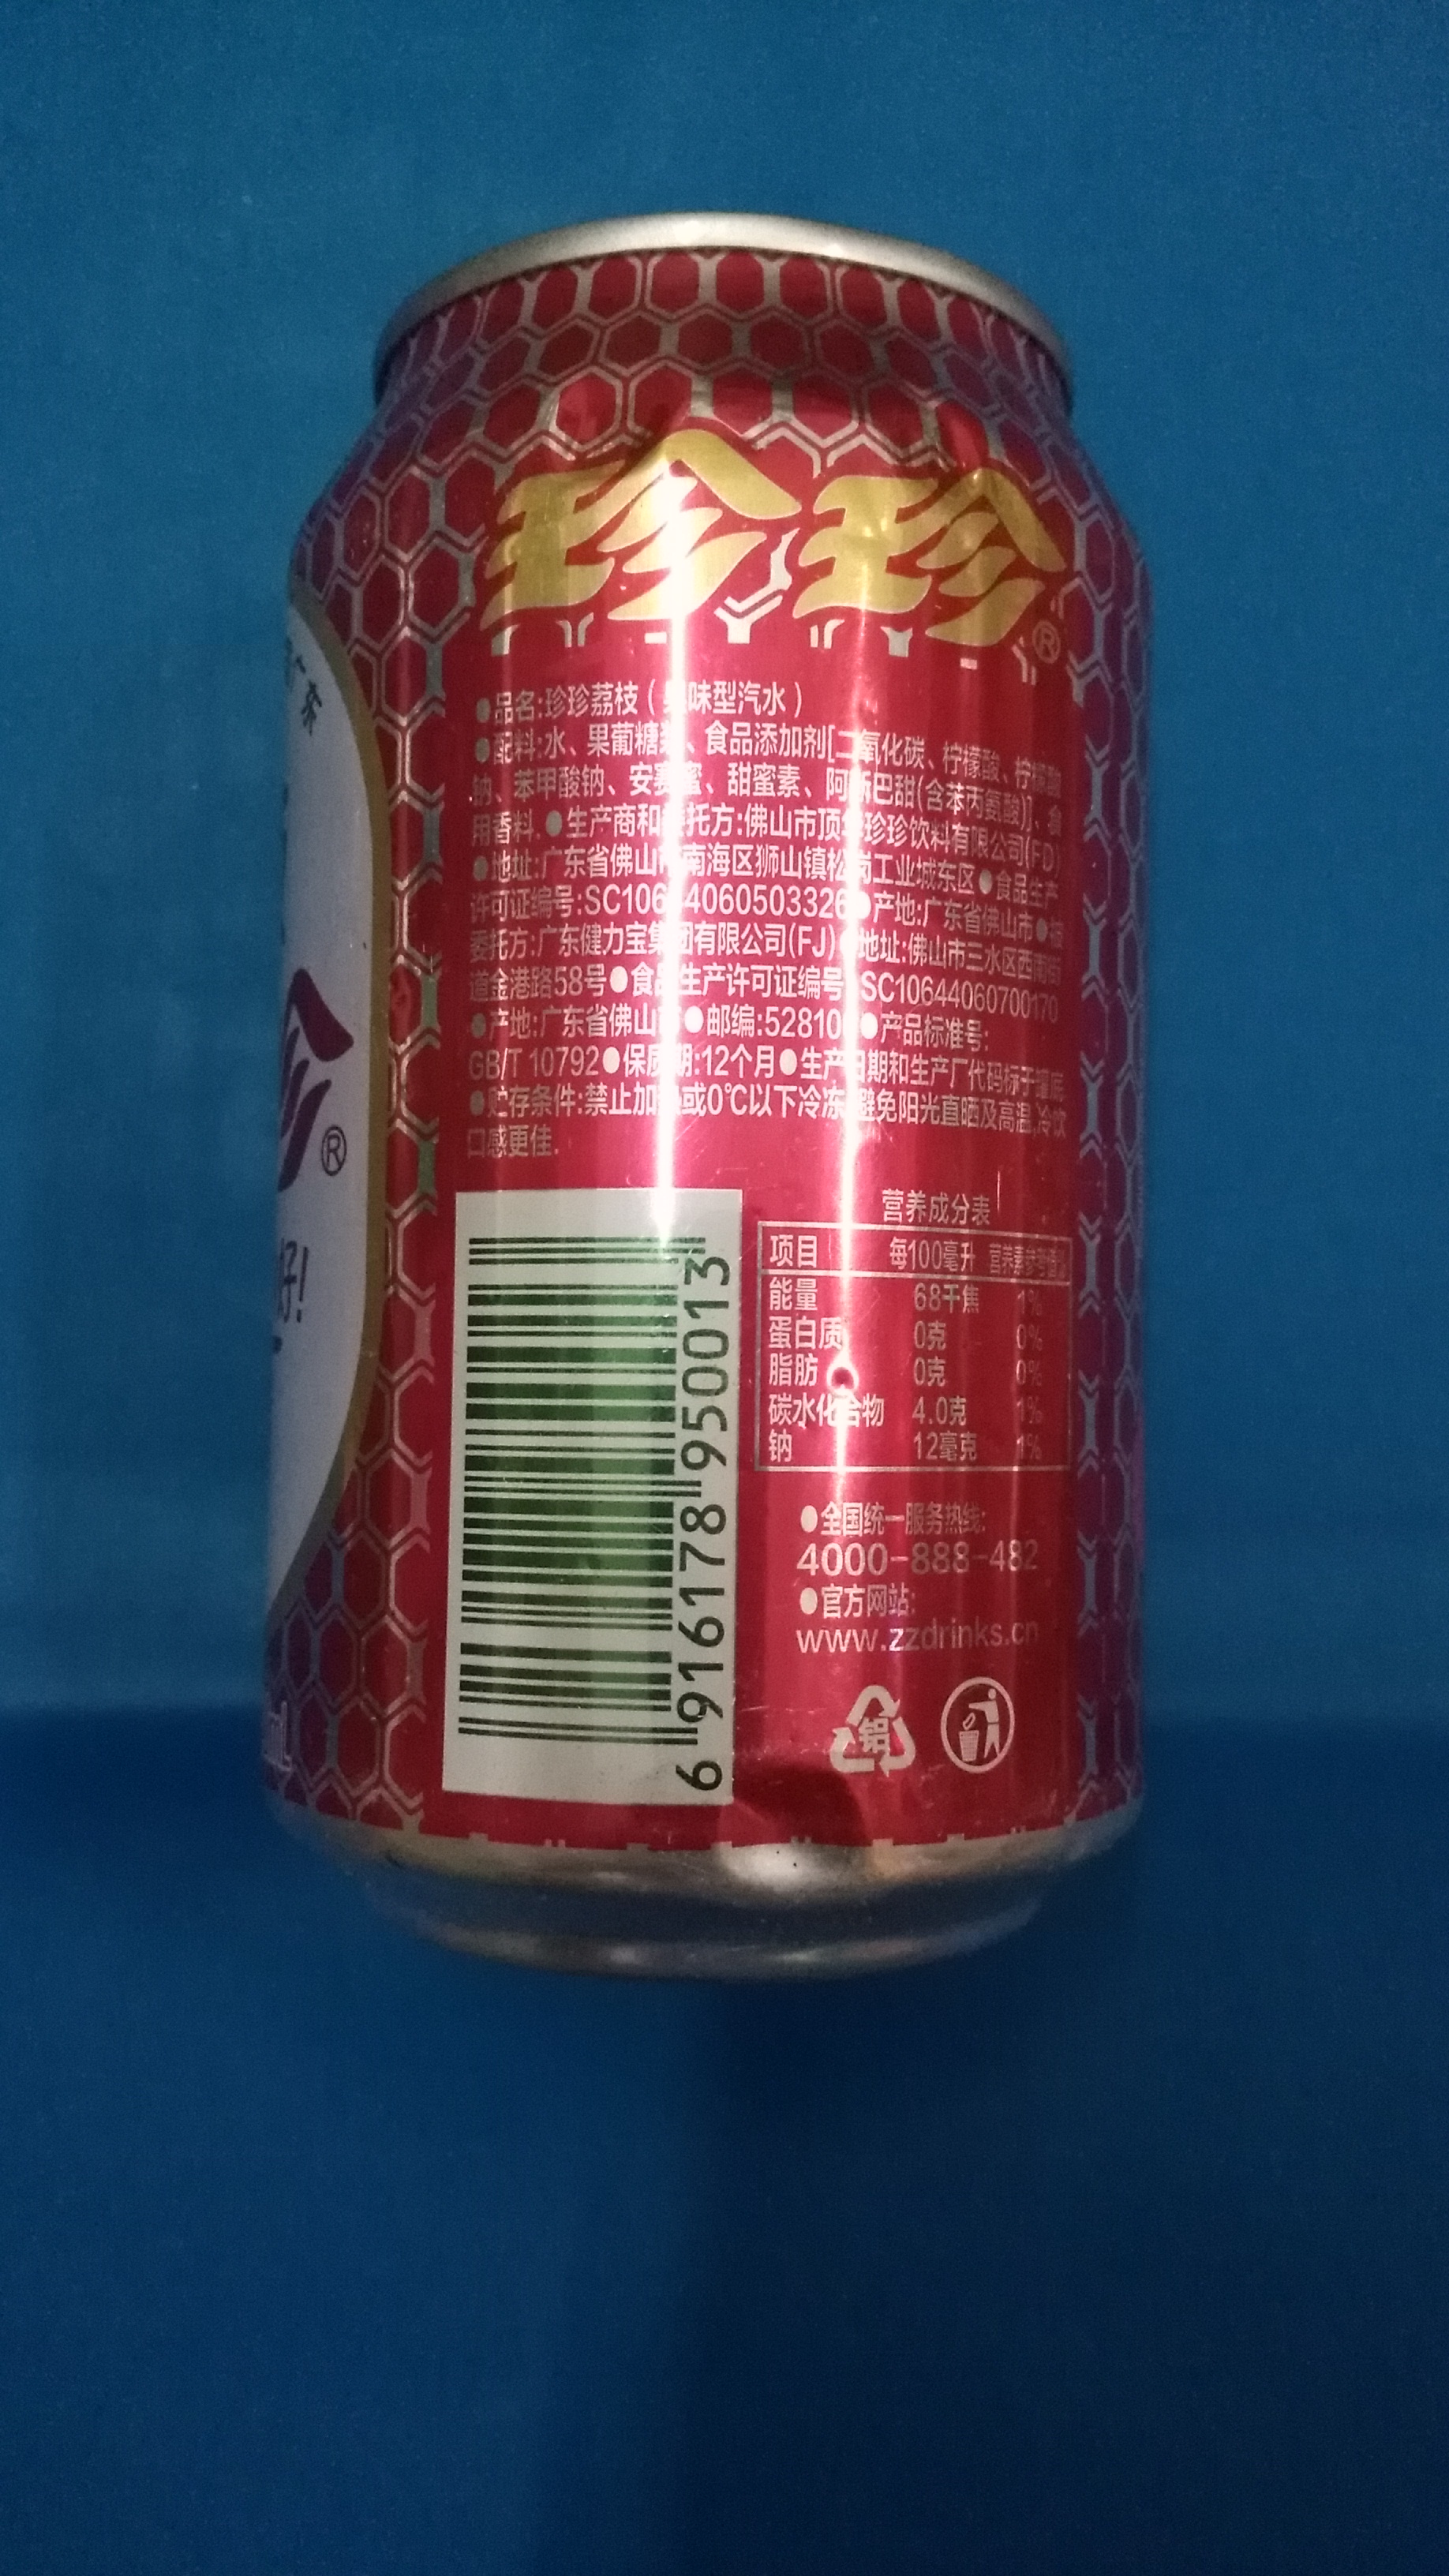 珍珍®
●品名:珍珍荔枝(味型汽水)
●配料:水、果葡糖、食品添加剂[二氧化碳、柠檬酸、柠檬酸
钠、苯甲酸钠、安赛蜜、甜蜜素、阿斯巴甜(含苯丙氨酸)]、食
用香料.●生产商和委托方:佛山市顶华珍珍饮料有限公司(FD)
●地址:广东省佛山市南海区狮山镇松岗工业城东区●食品生产
许可证编号:●产地:广东省佛山市●被
委托方:广东健力宝集团有限公司(FJ)●地址:佛山市三水区西南街
道金港路58号●食品生产许可证编号:SC10644060700170
●产地:广东省佛山市●邮编:●产品标准号:
GB/T 10792●保质期:12个月●生产日期和生产厂代码标于罐底
●贮存条件:禁止加热或0℃以下冷冻,避免阳光直晒及高温,冷饮
口感更佳.
6 916178 950013
营养成分表
项目 每100毫升 营养素参考值%
能量 68千焦 1%
蛋白质 0克 0%
脂肪 0克 0%
碳水化合物 4.0克 1%
钠 12毫克 1%
●全国统一服务热线:
4000-888-482
●官方网站:
www.zzdrinks.cn
铝
广东
®
好!
mL